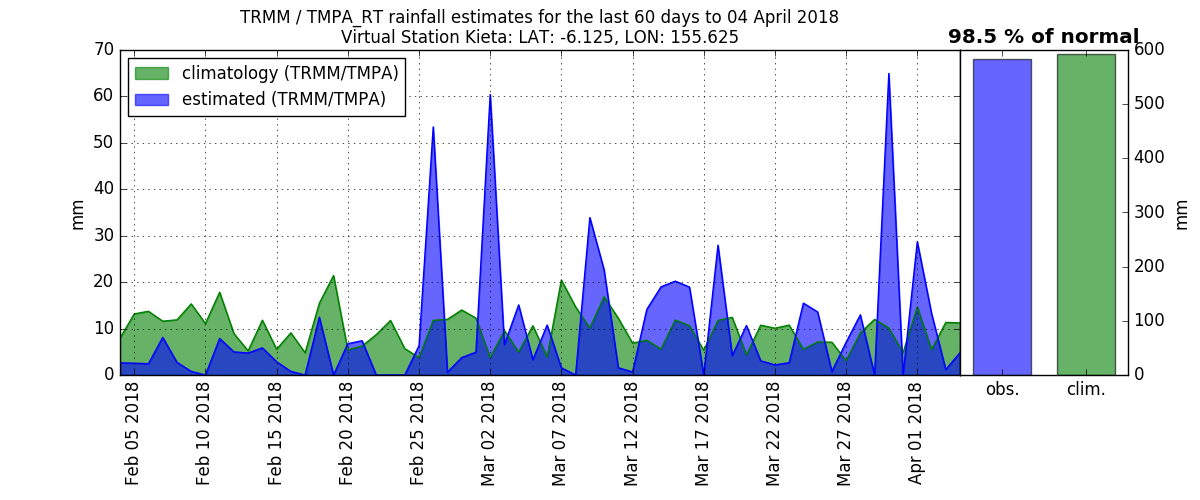 TRMM / TMPA_RT rainfall estimates for the last 60 days to 04 April 2018
Virtual Station Kieta: LAT: -6.125, LON: 155.625
98.5 % of normal
climatology (TRMM/TMPA)
estimated (TRMM/TMPA)
70
60
50
40
30
20
10
0
mm
Feb 05 2018
Feb 10 2018
Feb 15 2018
Feb 20 2018
Feb 25 2018
Mar 02 2018
Mar 07 2018
Mar 12 2018
Mar 17 2018
Mar 22 2018
Mar 27 2018
Apr 01 2018
obs.
clim.
600
500
400
300
200
100
0
mm